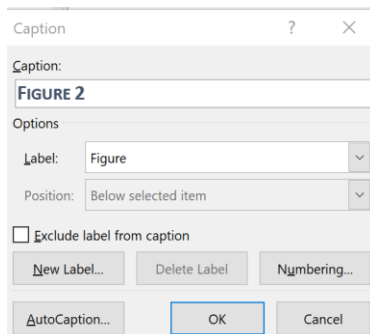 Caption ?
Caption:
FIGURE 2
Options
Label: Figure
Position: Below selected item
Exclude label from caption
New Label... Delete Label Numbering...
AutoCaption... OK Cancel